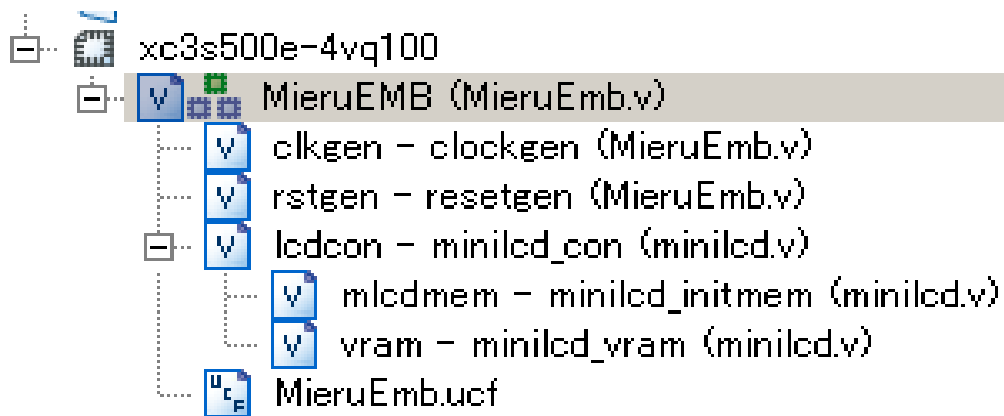 xc3s500e-4vq100
MieruEMB (MieruEmb.v)
clkgen - clockgen (MieruEmb.v)
rstgen - resetgen (MieruEmb.v)
lcdcon - minilcd_con (minilcd.v)
mlcdmem - minilcd_initmem (minilcd.v)
vram - minilcd_vram (minilcd.v)
MieruEmb.ucf